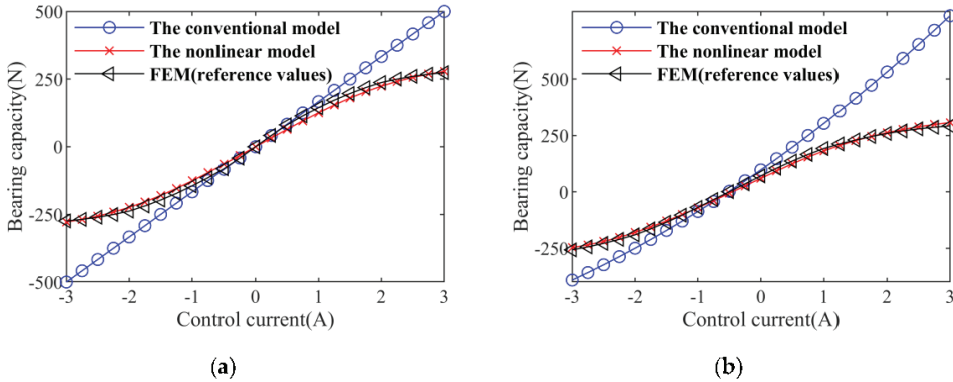 500
250
0
-250
-500
-3 -2 -1 0 1 2 3
Bearing capacity(N)
Control current(A)
The conventional model
The nonlinear model
FEM(reference values)
(a)
500
250
0
-250
-3 -2 -1 0 1 2 3
Bearing capacity(N)
Control current(A)
The conventional model
The nonlinear model
FEM(reference values)
(b)